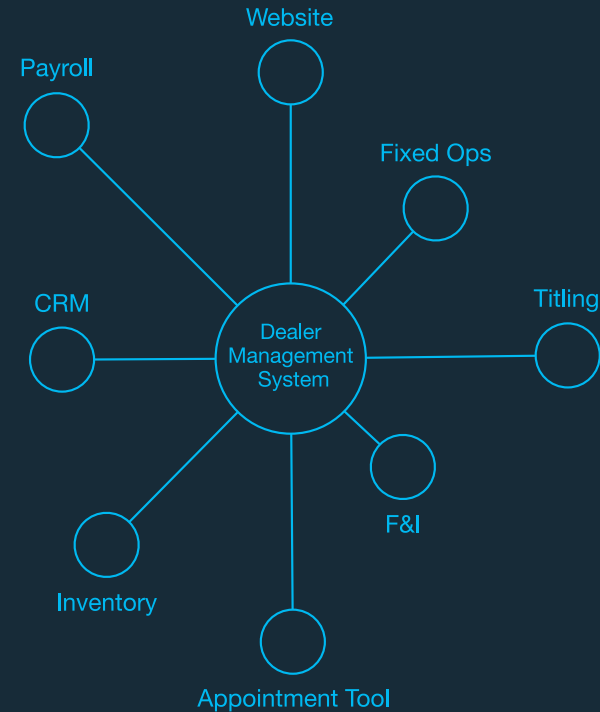 Website
Payroll
Fixed Ops
Titling
CRM
Dealer
Management
System
F&I
Inventory
Appointment Tool